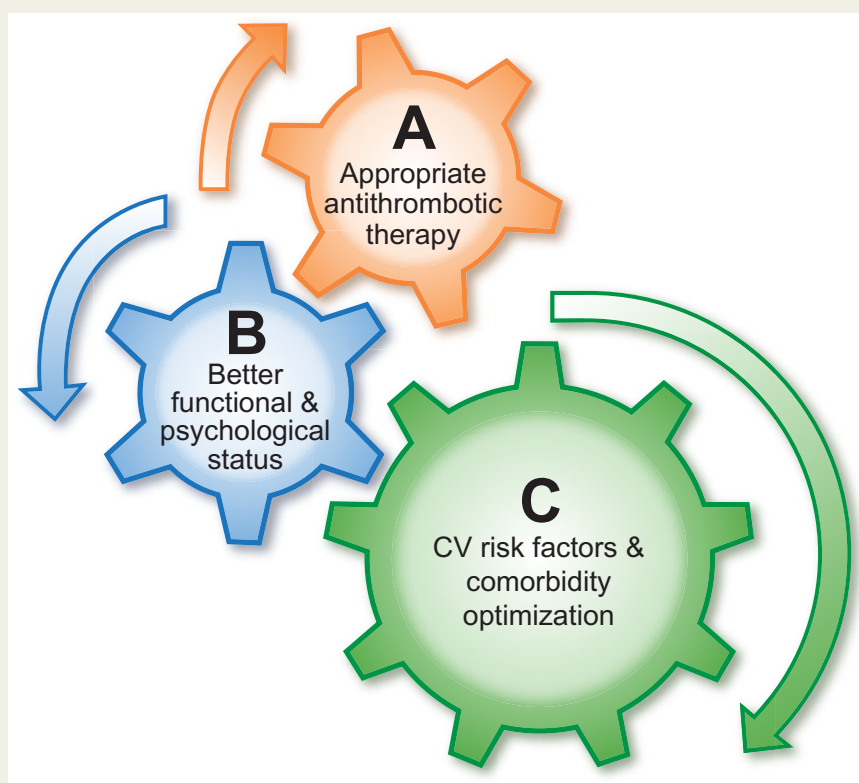 A
Appropriate
antithrombotic
therapy
B
Better
functional &
psychological
status
C
CV risk factors &
comorbidity
optimization